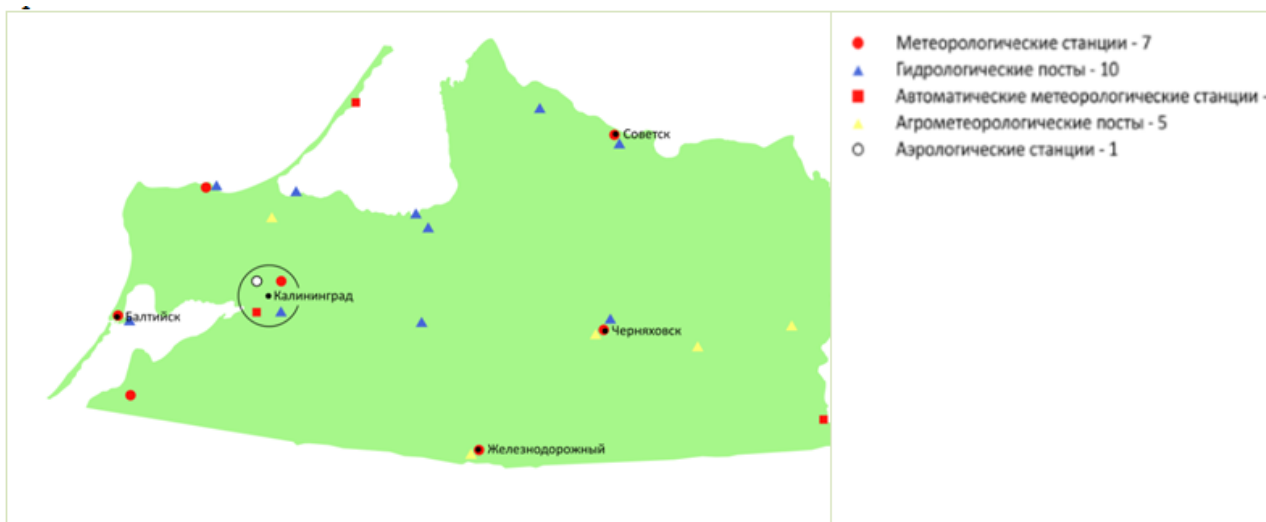 Метеорологические станции - 7
Гидрологические посты - 10
Автоматические метеорологические станции -
Агрометеорологические посты - 5
Аэрологические станции - 1
Советск
Калининград
Балтийск
Черняховск
Железнодорожный